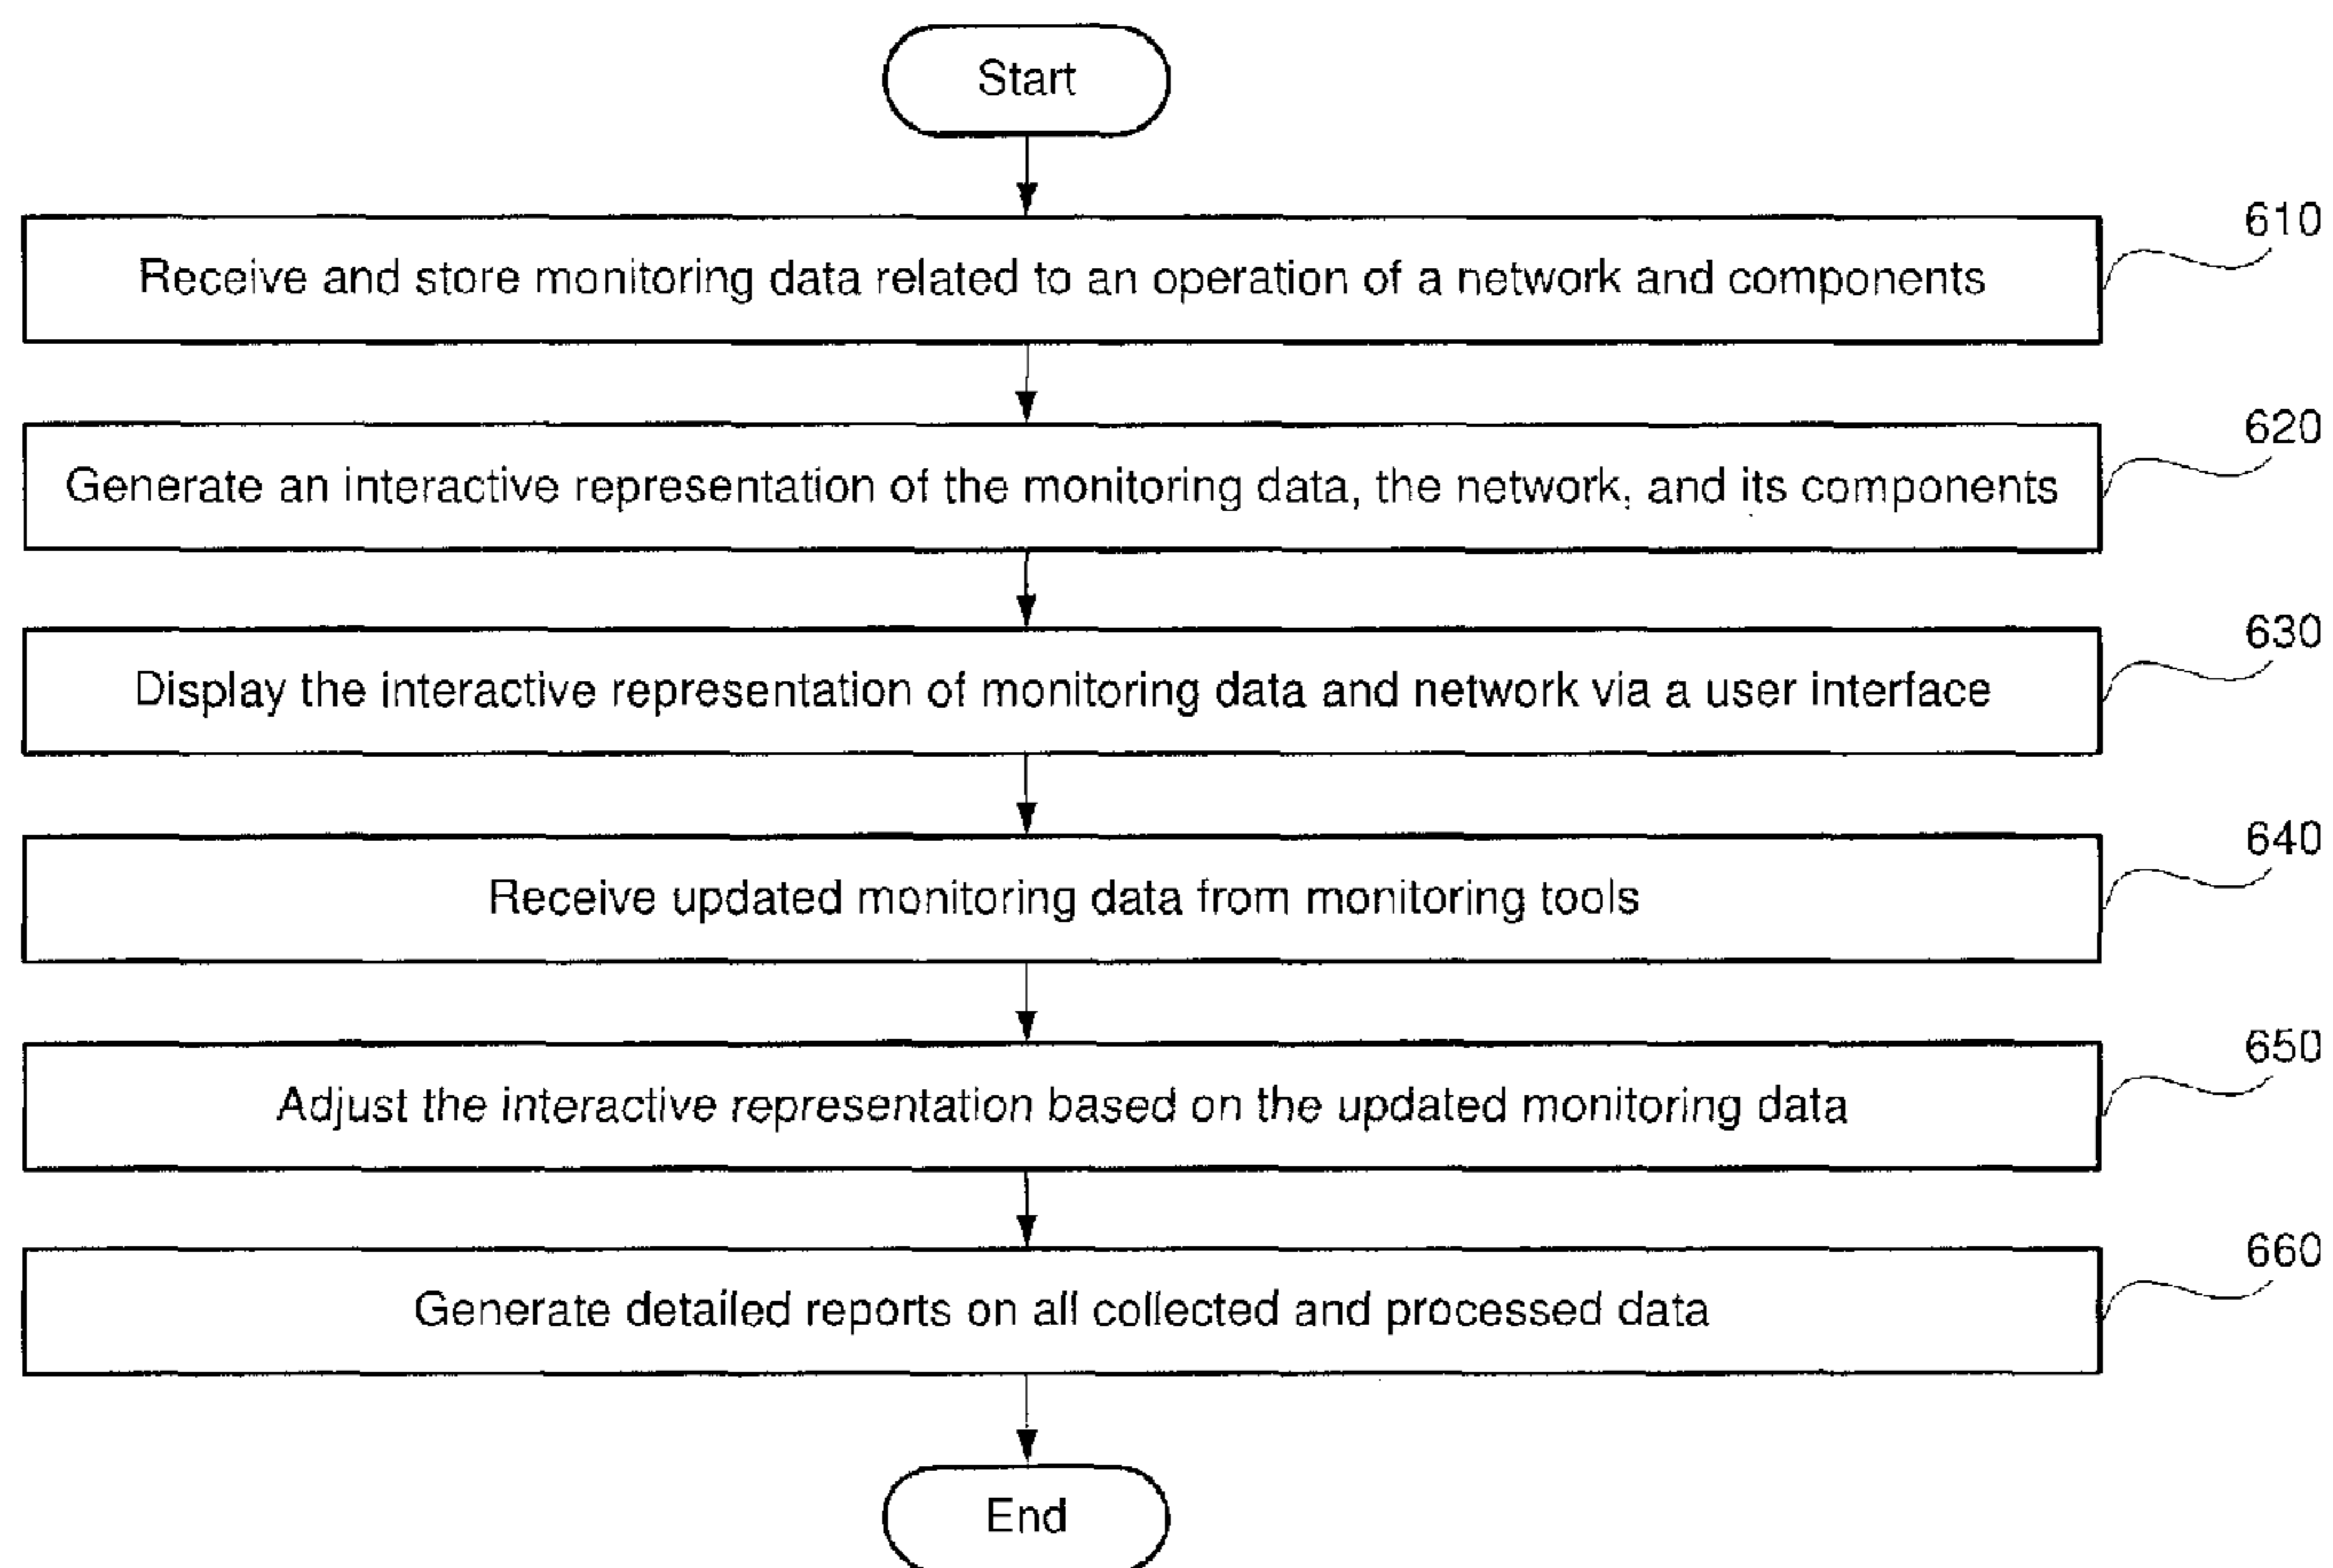 Start
610
Receive and store monitoring data related to an operation of a network and components
620
Generate an interactive representation of the monitoring data, the network, and its components
630
Display the interactive representation of monitoring data and network via a user interface
640
Receive updated monitoring data from monitoring tools
650
Adjust the interactive representation based on the updated monitoring data
660
Generate detailed reports on all collected and processed data
End